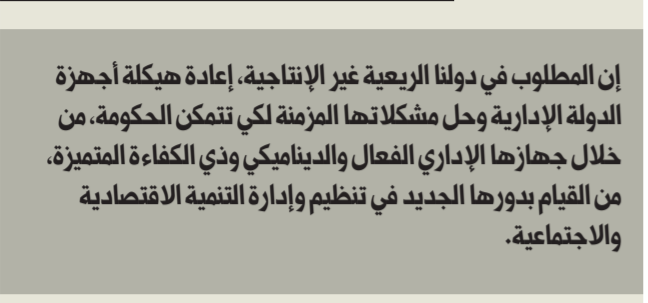 إن المطلوب في دولنا الريعية غير الإنتاجية، إعادة هيكلة أجهزة
الدولة الإدارية وحل مشكلاتها المزمنة لكي تتمكن الحكومة، من
خلال جهازها الإداري الفعال والديناميكي وذي الكفاءة المتميزة،
من القيام بدورها الجديد في تنظيم وإدارة التنمية الاقتصادية
والاجتماعية.